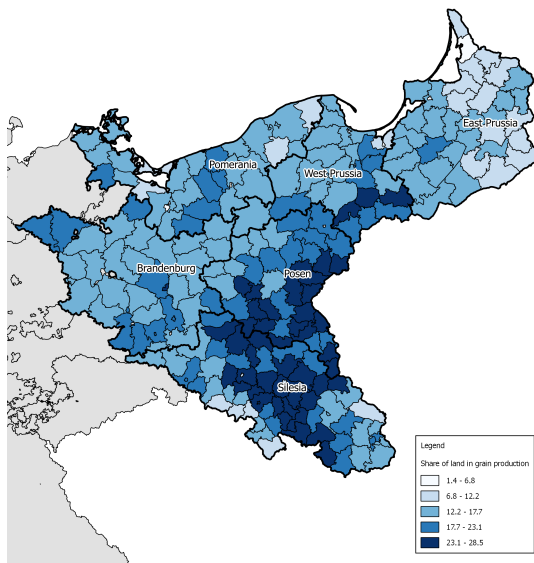 East Prussia
Pomerania
West Prussia
Brandenburg
Posen
Silesia
Legend
Share of land in grain production
1.4 - 6.8
6.8 - 12.2
12.2 - 17.7
17.7 - 23.1
23.1 - 28.5